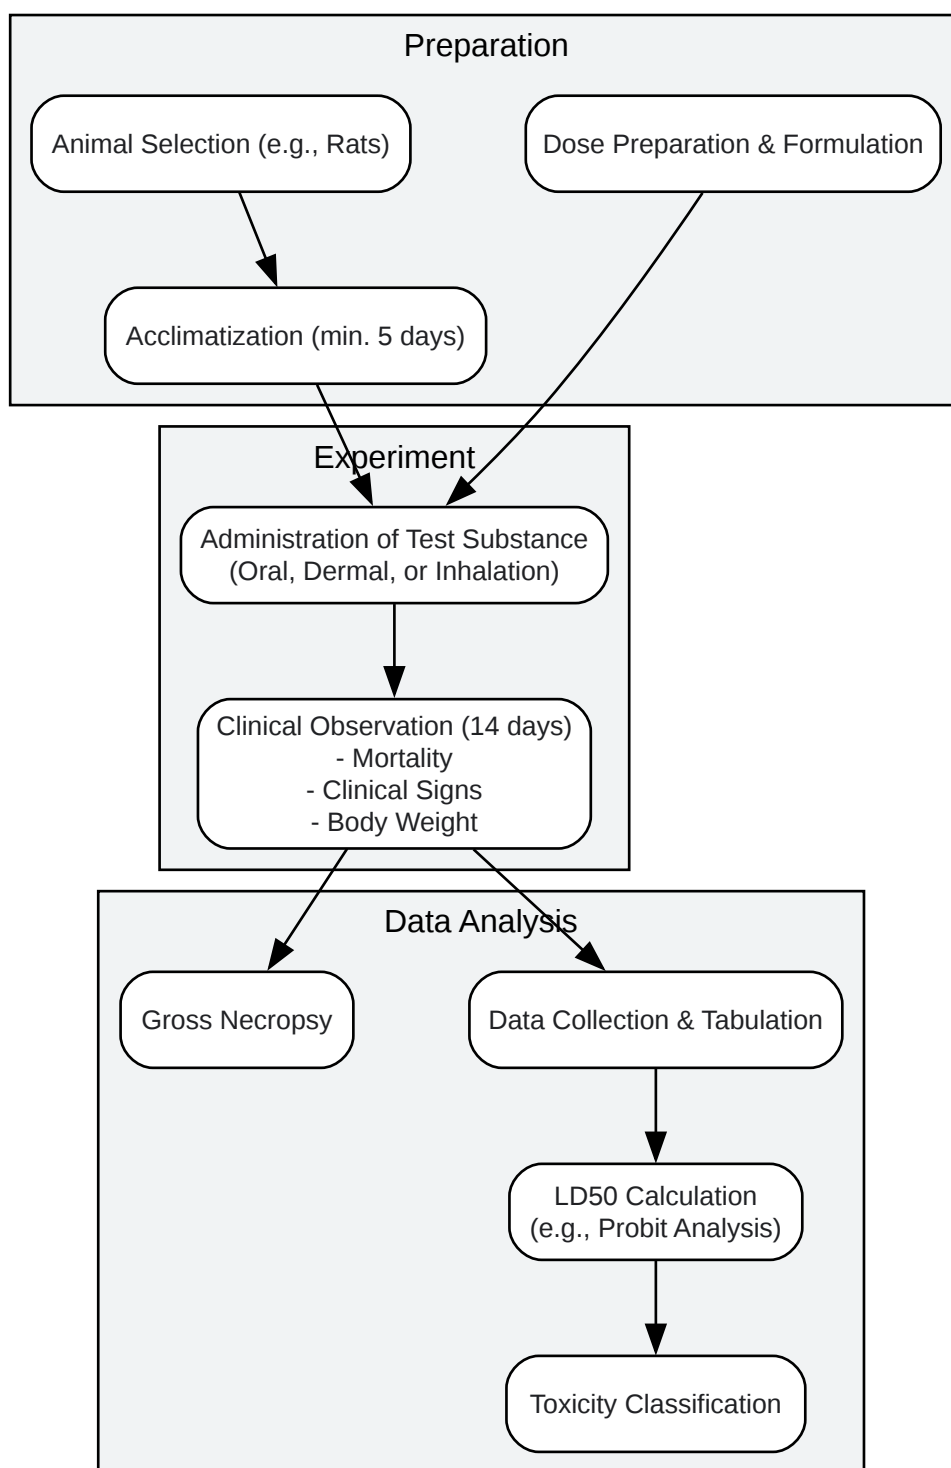 Preparation
Animal Selection (e.g., Rats)
Dose Preparation & Formulation
Acclimatization (min. 5 days)
Experiment
Administration of Test Substance
(Oral, Dermal, or Inhalation)
Clinical Observation (14 days)
- Mortality
- Clinical Signs
- Body Weight
Data Analysis
Gross Necropsy
Data Collection & Tabulation
LD50 Calculation
(e.g., Probit Analysis)
Toxicity Classification